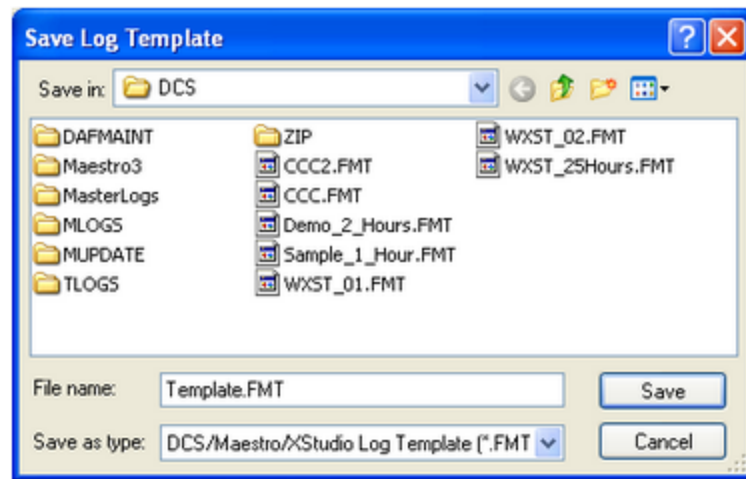 Save Log Template
Save in: DCS
DAFMAINT ZIP WXST_02.FMT
Maestro3 CCC2.FMT WXST_25Hours.FMT
MasterLogs CCC.FMT
MLOGS Demo_2_Hours.FMT
MUPDATE Sample_1_Hour.FMT
TLOGS WXST_01.FMT
File name: Template.FMT Save
Save as type: DCS/Maestro/XStudio Log Template (*.FMT Cancel